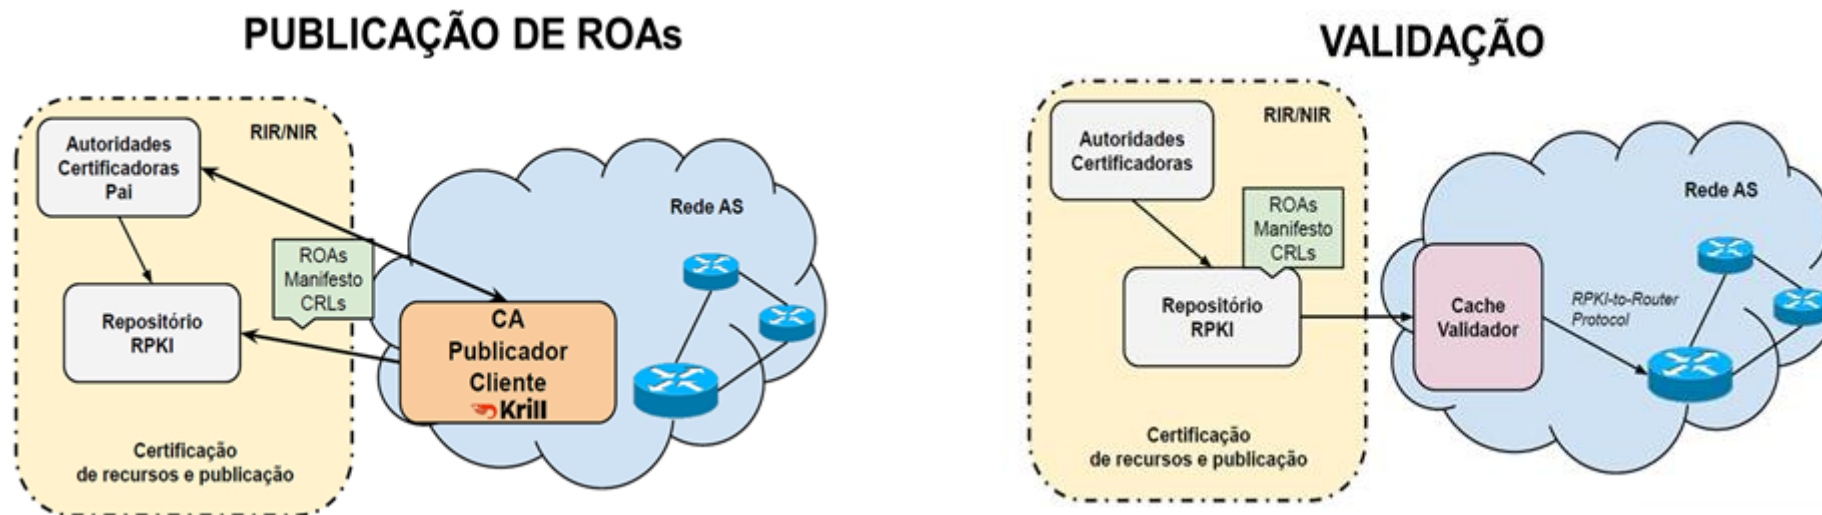 PUBLICAÇÃO DE ROAs
RIR/NIR
Autoridades
Certificadoras
Pai
Rede AS
ROAs
Manifesto
CRLs
Repositório
RPKI
CA
Publicador
Cliente
Krill
Certificação
de recursos e publicação
VALIDAÇÃO
RIR/NIR
Autoridades
Certificadoras
Rede AS
ROAs
Manifesto
CRLs
Repositório
RPKI
Cache
Validador
RPKI-to-Router
Protocol
Certificação
de recursos e publicação